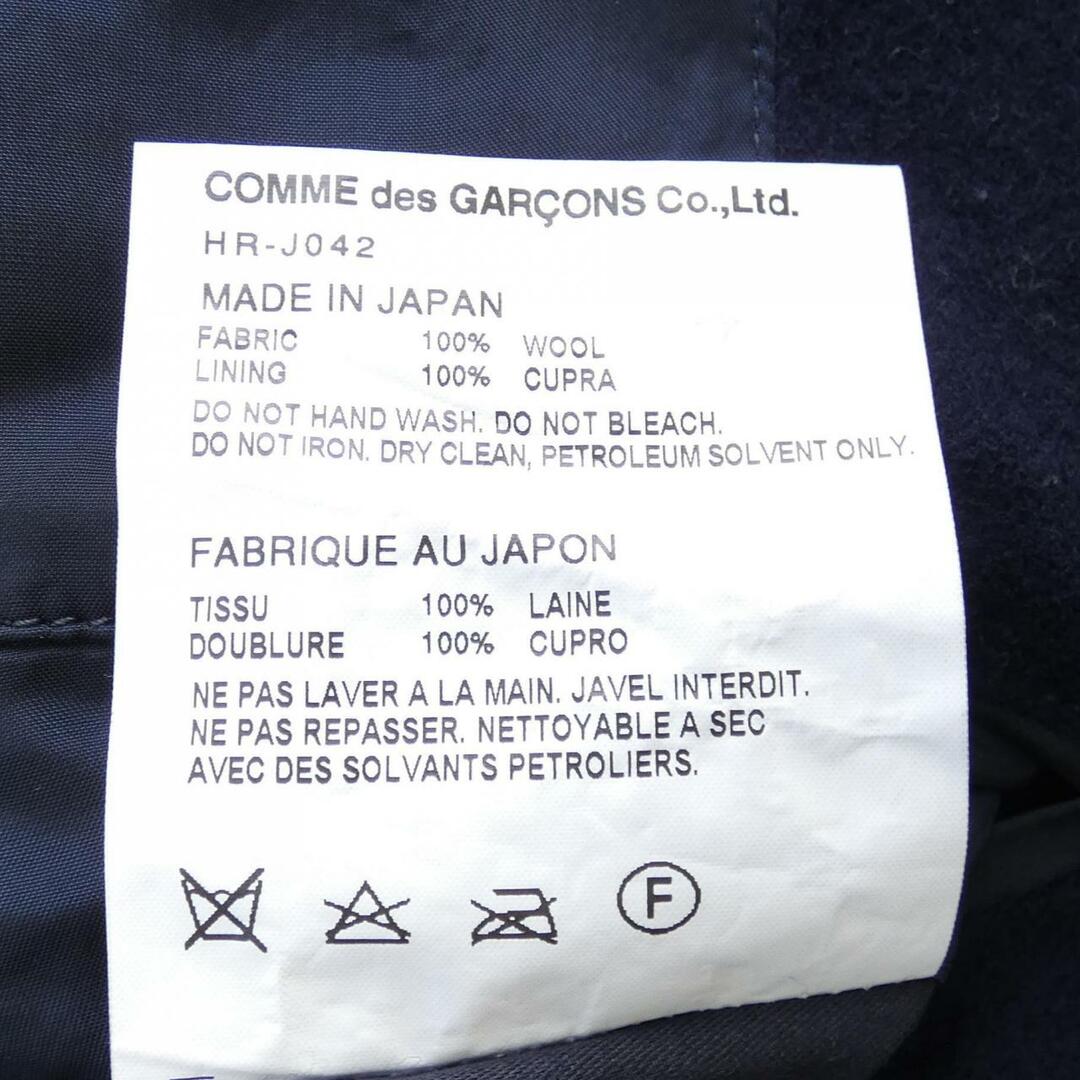 COMME des GARÇONS Co.,Ltd.
HR-J042
MADE IN JAPAN
FABRIC 100% WOOL
LINING 100% CUPRA
DO NOT HAND WASH. DO NOT BLEACH.
DO NOT IRON. DRY CLEAN, PETROLEUM SOLVENT ONLY.
FABRIQUE AU JAPON
TISSU 100% LAINE
DOUBLURE 100% CUPRO
NE PAS LAVER A LA MAIN. JAVEL INTERDIT.
NE PAS REPASSER. NETTOYABLE A SEC
AVEC DES SOLVANTS PETROLIERS.
F